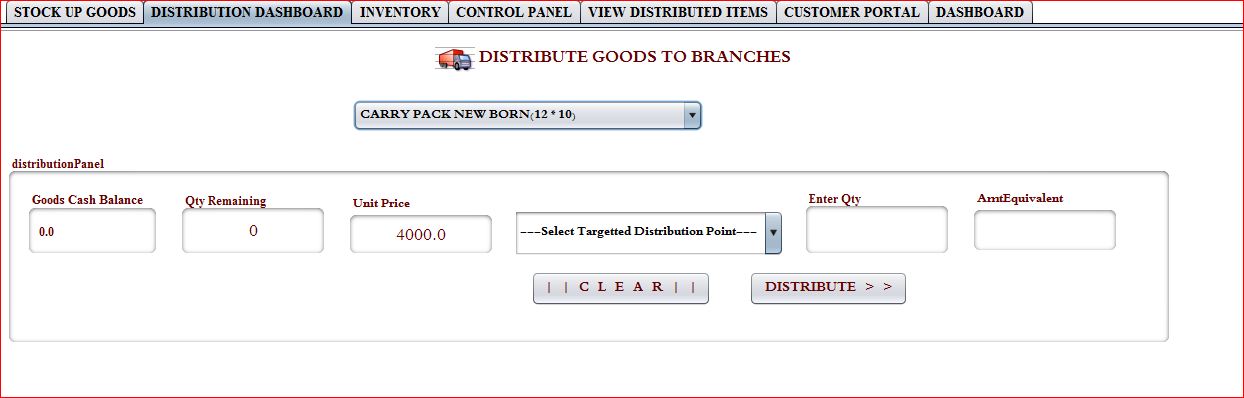 STOCK UP GOODS DISTRIBUTION DASHBOARD INVENTORY CONTROL PANEL VIEW DISTRIBUTED ITEMS CUSTOMER PORTAL DASHBOARD
DISTRIBUTE GOODS TO BRANCHES
CARRY PACK NEW BORN(12 * 10)
distributionPanel
Goods Cash Balance Qty Remaining Unit Price Enter Qty AmtEquivalent
0.0 0 4000.0 ---Select Targetted Distribution Point---
| | C L E A R | | DISTRIBUTE > >